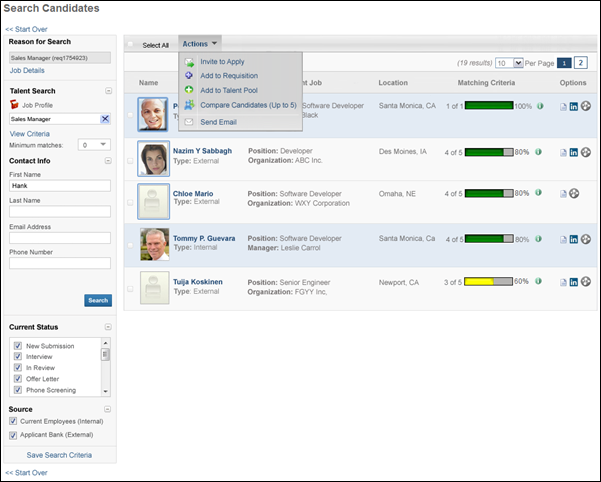 Search Candidates
<< Start Over
Reason for Search
Sales Manager (req1754923)
Job Details
Talent Search
Job Profile
Sales Manager
View Criteria
Minimum matches: 0
Contact Info
First Name
Hank
Last Name
Email Address
Phone Number
Search
Current Status
New Submission
Interview
In Review
Offer Letter
Phone Screening
Source
Current Employees (Internal)
Applicant Bank (External)
Save Search Criteria
<< Start Over
Select All Actions
Invite to Apply
Add to Requisition
Add to Talent Pool
Compare Candidates (Up to 5)
Send Email
(19 results) 10 Per Page 1 2
Name Job Location Matching Criteria Options
Software Developer Santa Monica, CA 1 of 1 100%
Black
Type
Nazim Y Sabbagh Position: Developer Des Moines, IA 4 of 5 80%
Type: External Organization: ABC Inc.
Chloe Mario Position: Software Developer Omaha, NE 4 of 5 80%
Type: External Organization: WXY Corporation
Tommy P. Guevara Position: Software Developer Santa Monica, Ca 4 of 5 80%
Type: Internal Manager: Leslie Carrol
Tuija Koskinen Position: Senior Engineer Newport, CA 3 of 5 60%
Type: External Organization: FGYY Inc,